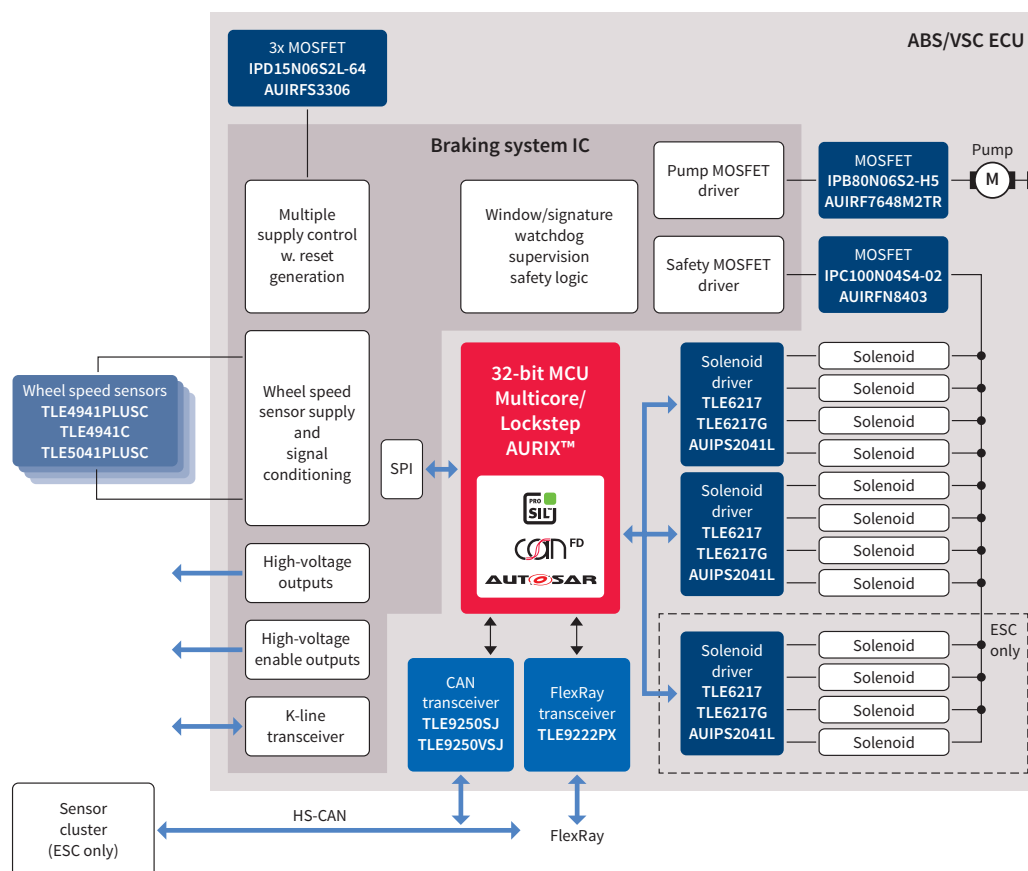 ABS/VSC ECU
3x MOSFET
IPD15N06S2L-64
AUIRFS3306
Braking system IC
Multiple
supply control
w. reset
generation
Window/signature
watchdog
supervision
safety logic
Pump MOSFET
driver
MOSFET
IPB80N06S2-H5
AUIRF7648M2TR
Pump
M
Safety MOSFET
driver
MOSFET
IPC100N04S4-02
AUIRFN8403
Wheel speed sensors
TLE4941PLUSC
TLE4941C
TLE5041PLUSC
Wheel speed
sensor supply
and
signal
conditioning
SPI
32-bit MCU
Multicore/
Lockstep
AURIX™
PRO
SIL
CAN FD
AUTOSAR
Solenoid
driver
TLE6217
TLE6217G
AUIPS2041L
Solenoid
Solenoid
Solenoid
Solenoid
Solenoid
driver
TLE6217
TLE6217G
AUIPS2041L
Solenoid
Solenoid
Solenoid
Solenoid
Solenoid
driver
TLE6217
TLE6217G
AUIPS2041L
Solenoid
Solenoid
Solenoid
Solenoid
ESC
only
High-voltage
outputs
High-voltage
enable outputs
K-line
transceiver
CAN
transceiver
TLE9250SJ
TLE9250VSJ
FlexRay
transceiver
TLE9222PX
Sensor
cluster
(ESC only)
HS-CAN
FlexRay